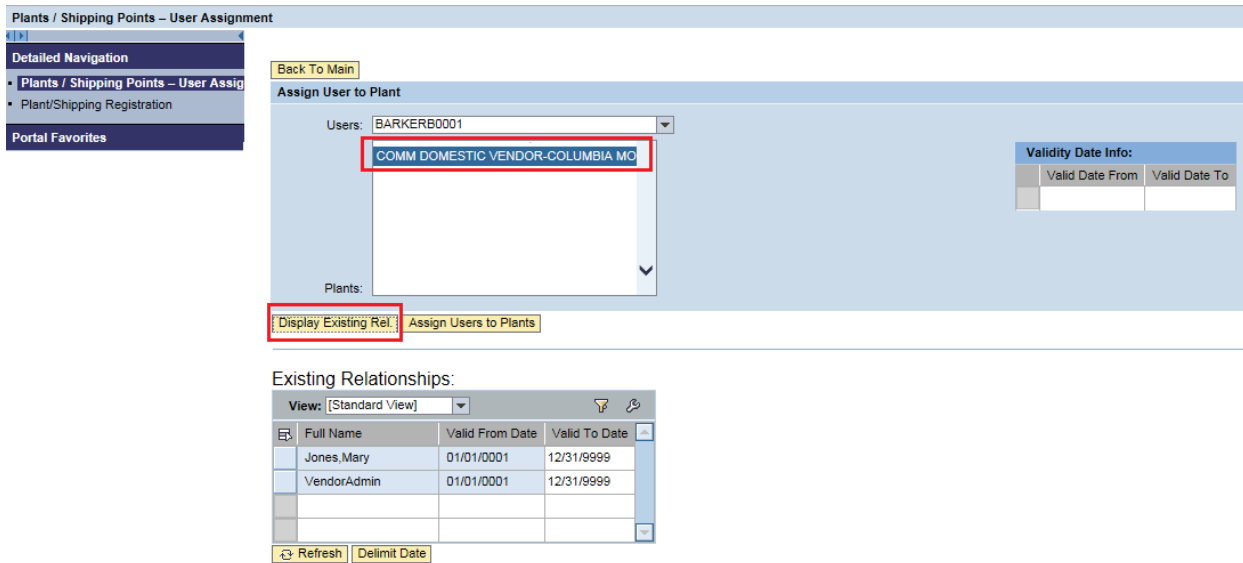 Plants / Shipping Points – User Assignment
Detailed Navigation
Plants / Shipping Points – User Assig
Plant/Shipping Registration
Portal Favorites
Back To Main
Assign User to Plant
Users: BARKERB0001
COMM DOMESTIC VENDOR-COLUMBIA MO
Plants:
Validity Date Info:
Valid Date From Valid Date To
Display Existing Rel. Assign Users to Plants
Existing Relationships:
View: [Standard View]
Full Name Valid From Date Valid To Date
Jones,Mary 01/01/0001 12/31/9999
VendorAdmin 01/01/0001 12/31/9999
Refresh Delimit Date